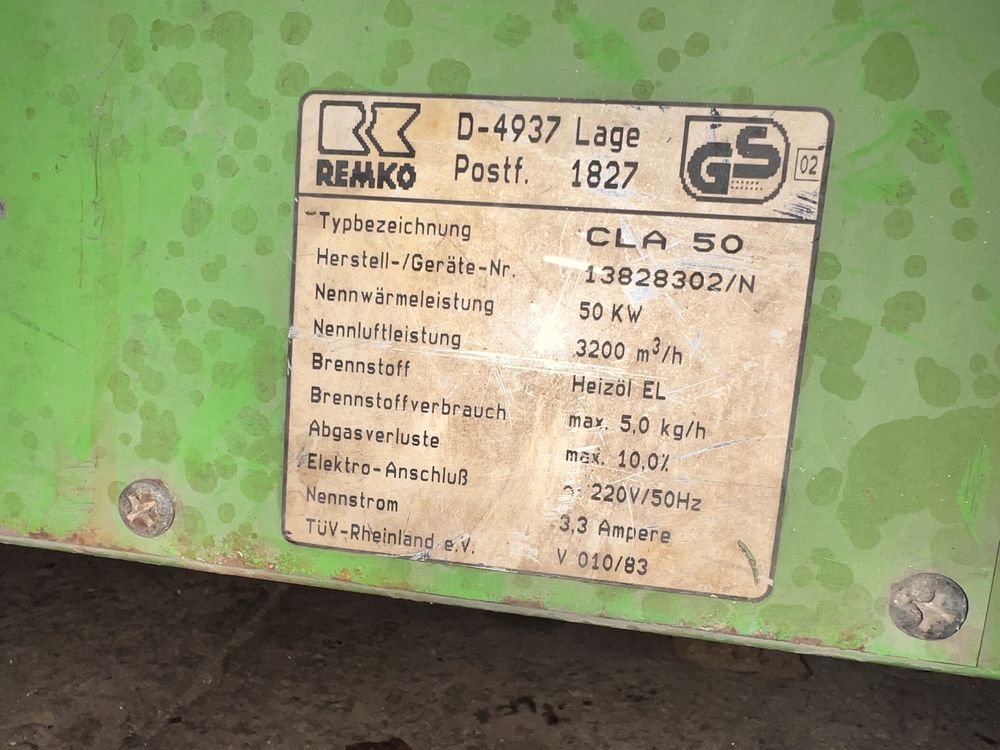 REMKO
D-4937 Lage
Postf. 1827
GS
02
Typbezeichnung CLA 50
Herstell-/Geräte-Nr. 13828302/N
Nennwärmeleistung 50 KW
Nennluftleistung 3200 m³/h
Brennstoff Heizöl EL
Brennstoffverbrauch max. 5,0 kg/h
Abgasverluste max. 10,0%
Elektro-Anschluß ~ 220V/50Hz
Nennstrom 3,3 Ampere
TüV-Rheinland e.V. V 010/83